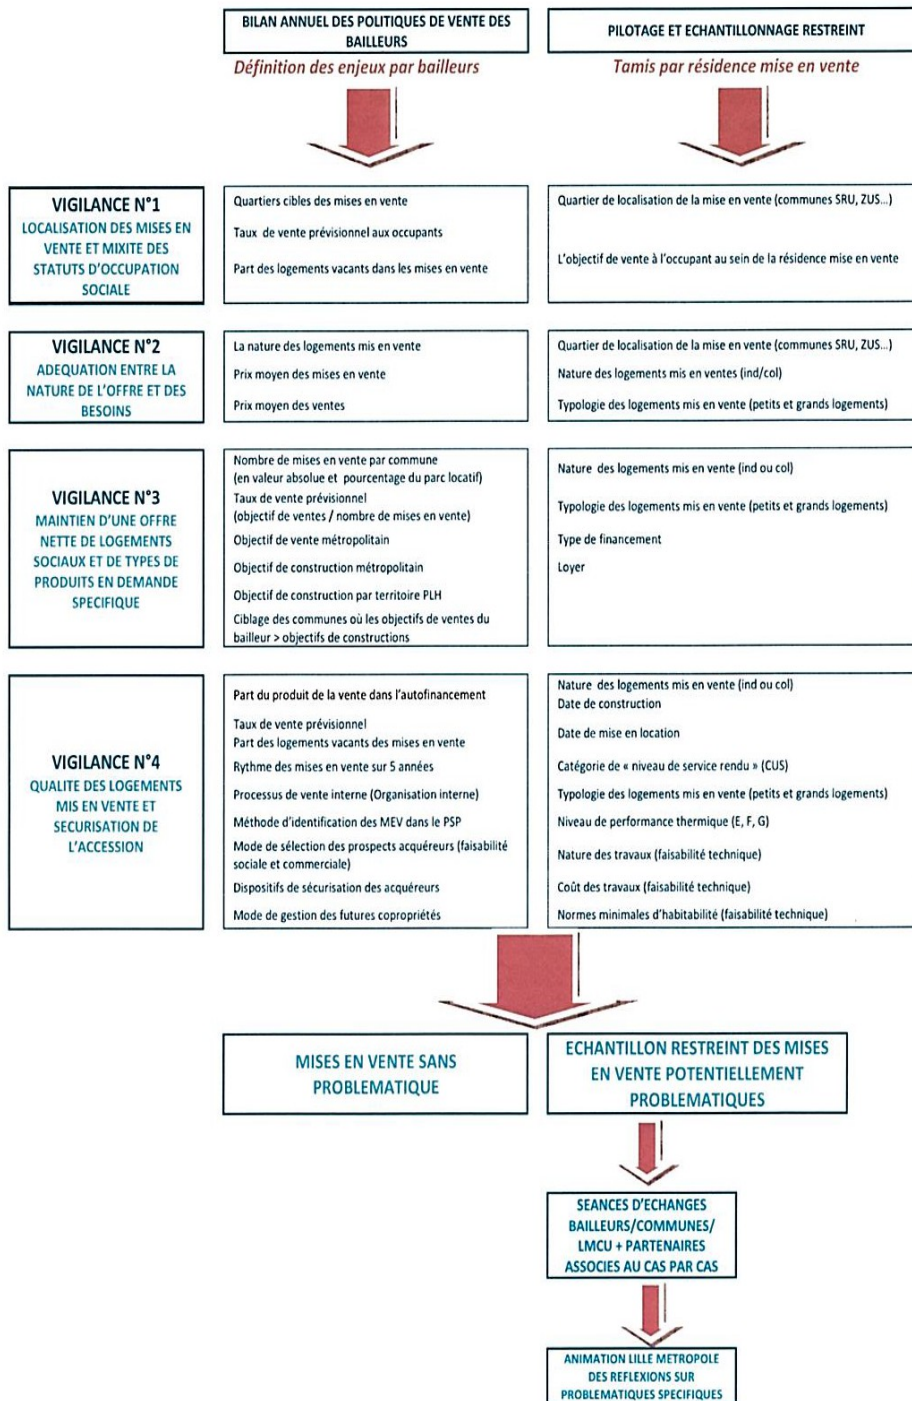 BILAN ANNUEL DES POLITIQUES DE VENTE DES
BAILLEURS
PILOTAGE ET ECHANTILLONNAGE RESTREINT
Définition des enjeux par bailleurs
Tamis par résidence mise en vente
VIGILANCE N°1
LOCALISATION DES MISES EN
VENTE ET MIXITE DES
STATUTS D'OCCUPATION
SOCIALE
Quartiers cibles des mises en vente
Taux de vente prévisionnel aux occupants
Part des logements vacants dans les mises en vente
Quartier de localisation de la mise en vente (communes SRU, ZUS...)
L'objectif de vente à l'occupant au sein de la résidence mise en vente
VIGILANCE N°2
ADEQUATION ENTRE LA
NATURE DE L'OFFRE ET DES
BESOINS
La nature des logements mis en vente
Prix moyen des mises en vente
Prix moyen des ventes
Quartier de localisation de la mise en vente (communes SRU, ZUS...)
Nature des logements mis en ventes (ind/col)
Typologie des logements mis en vente (petits et grands logements)
VIGILANCE N°3
MAINTIEN D'UNE OFFRE
NETTE DE LOGEMENTS
SOCIAUX ET DE TYPES DE
PRODUITS EN DEMANDE
SPECIFIQUE
Nombre de mises en vente par commune
(en valeur absolue et pourcentage du parc locatif)
Taux de vente prévisionnel
(objectif de ventes / nombre de mises en vente)
Objectif de vente métropolitain
Objectif de construction métropolitain
Objectif de construction par territoire PLH
Ciblage des communes où les objectifs de ventes du
bailleur > objectifs de constructions
Nature des logements mis en vente (ind ou col)
Typologie des logements mis en vente (petits et grands logements)
Type de financement
Loyer
VIGILANCE N°4
QUALITE DES LOGEMENTS
MIS EN VENTE ET
SECURISATION DE
L'ACCESSION
Part du produit de la vente dans l'autofinancement
Taux de vente prévisionnel
Part des logements vacants des mises en vente
Rythme des mises en vente sur 5 années
Processus de vente interne (Organisation interne)
Méthode d'identification des MEV dans le PSP
Mode de sélection des prospects acquéreurs (faisabilité
sociale et commerciale)
Dispositifs de sécurisation des acquéreurs
Mode de gestion des futures copropriétés
Nature des logements mis en vente (ind ou col)
Date de construction
Date de mise en location
Catégorie de « niveau de service rendu » (CUS)
Typologie des logements mis en vente (petits et grands logements)
Niveau de performance thermique (E, F, G)
Nature des travaux (faisabilité technique)
Coût des travaux (faisabilité technique)
Normes minimales d'habitabilité (faisabilité technique)
MISES EN VENTE SANS
PROBLEMATIQUE
ECHANTILLON RESTREINT DES MISES
EN VENTE POTENTIELLEMENT
PROBLEMATIQUES
SEANCES D'ECHANGES
BAILLEURS/COMMUNES/
LMCU + PARTENAIRES
ASSOCIES AU CAS PAR CAS
ANIMATION LILLE METROPOLE
DES REFLEXIONS SUR
PROBLEMATIQUES SPECIFIQUES